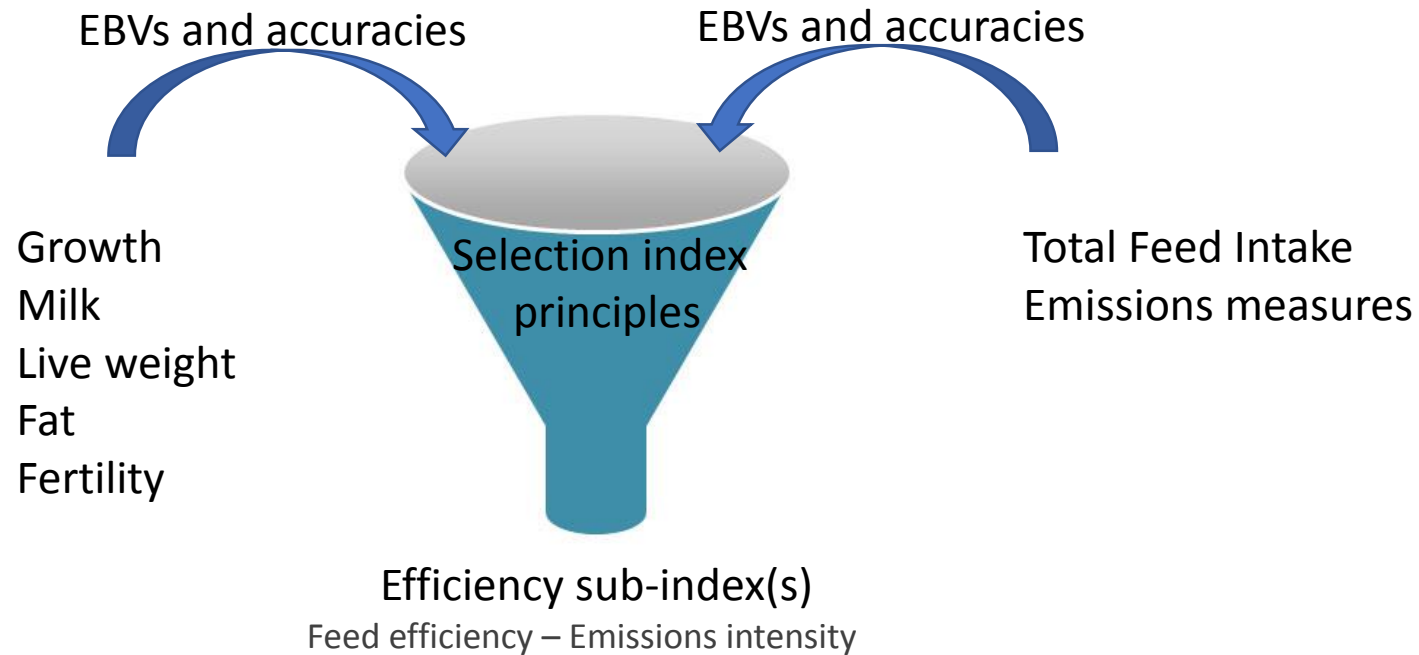 EBVs and accuracies
EBVs and accuracies
Growth
Milk
Live weight
Fat
Fertility
Selection index
principles
Total Feed Intake
Emissions measures
Efficiency sub-index(s)
Feed efficiency – Emissions intensity